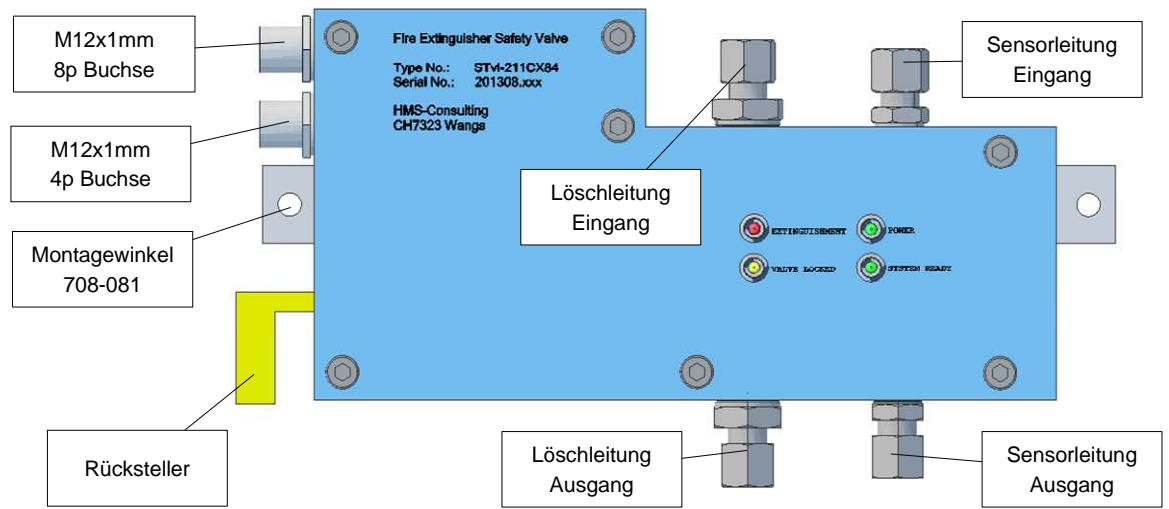 M12x1mm
8p Buchse
Fire Extinguisher Safety Valve
Type No.: STvi-211CX64
Serial No.: 201308.xxx
HMS-Consulting
CH7323 Wangs
Sensorleitung
Eingang
M12x1mm
4p Buchse
Löschleitung
Eingang
Montagewinkel
708-081
EXTINGUISHMENT
POWER
VALVE LOCKED
SYSTEM READY
Rücksteller
Löschleitung
Ausgang
Sensorleitung
Ausgang